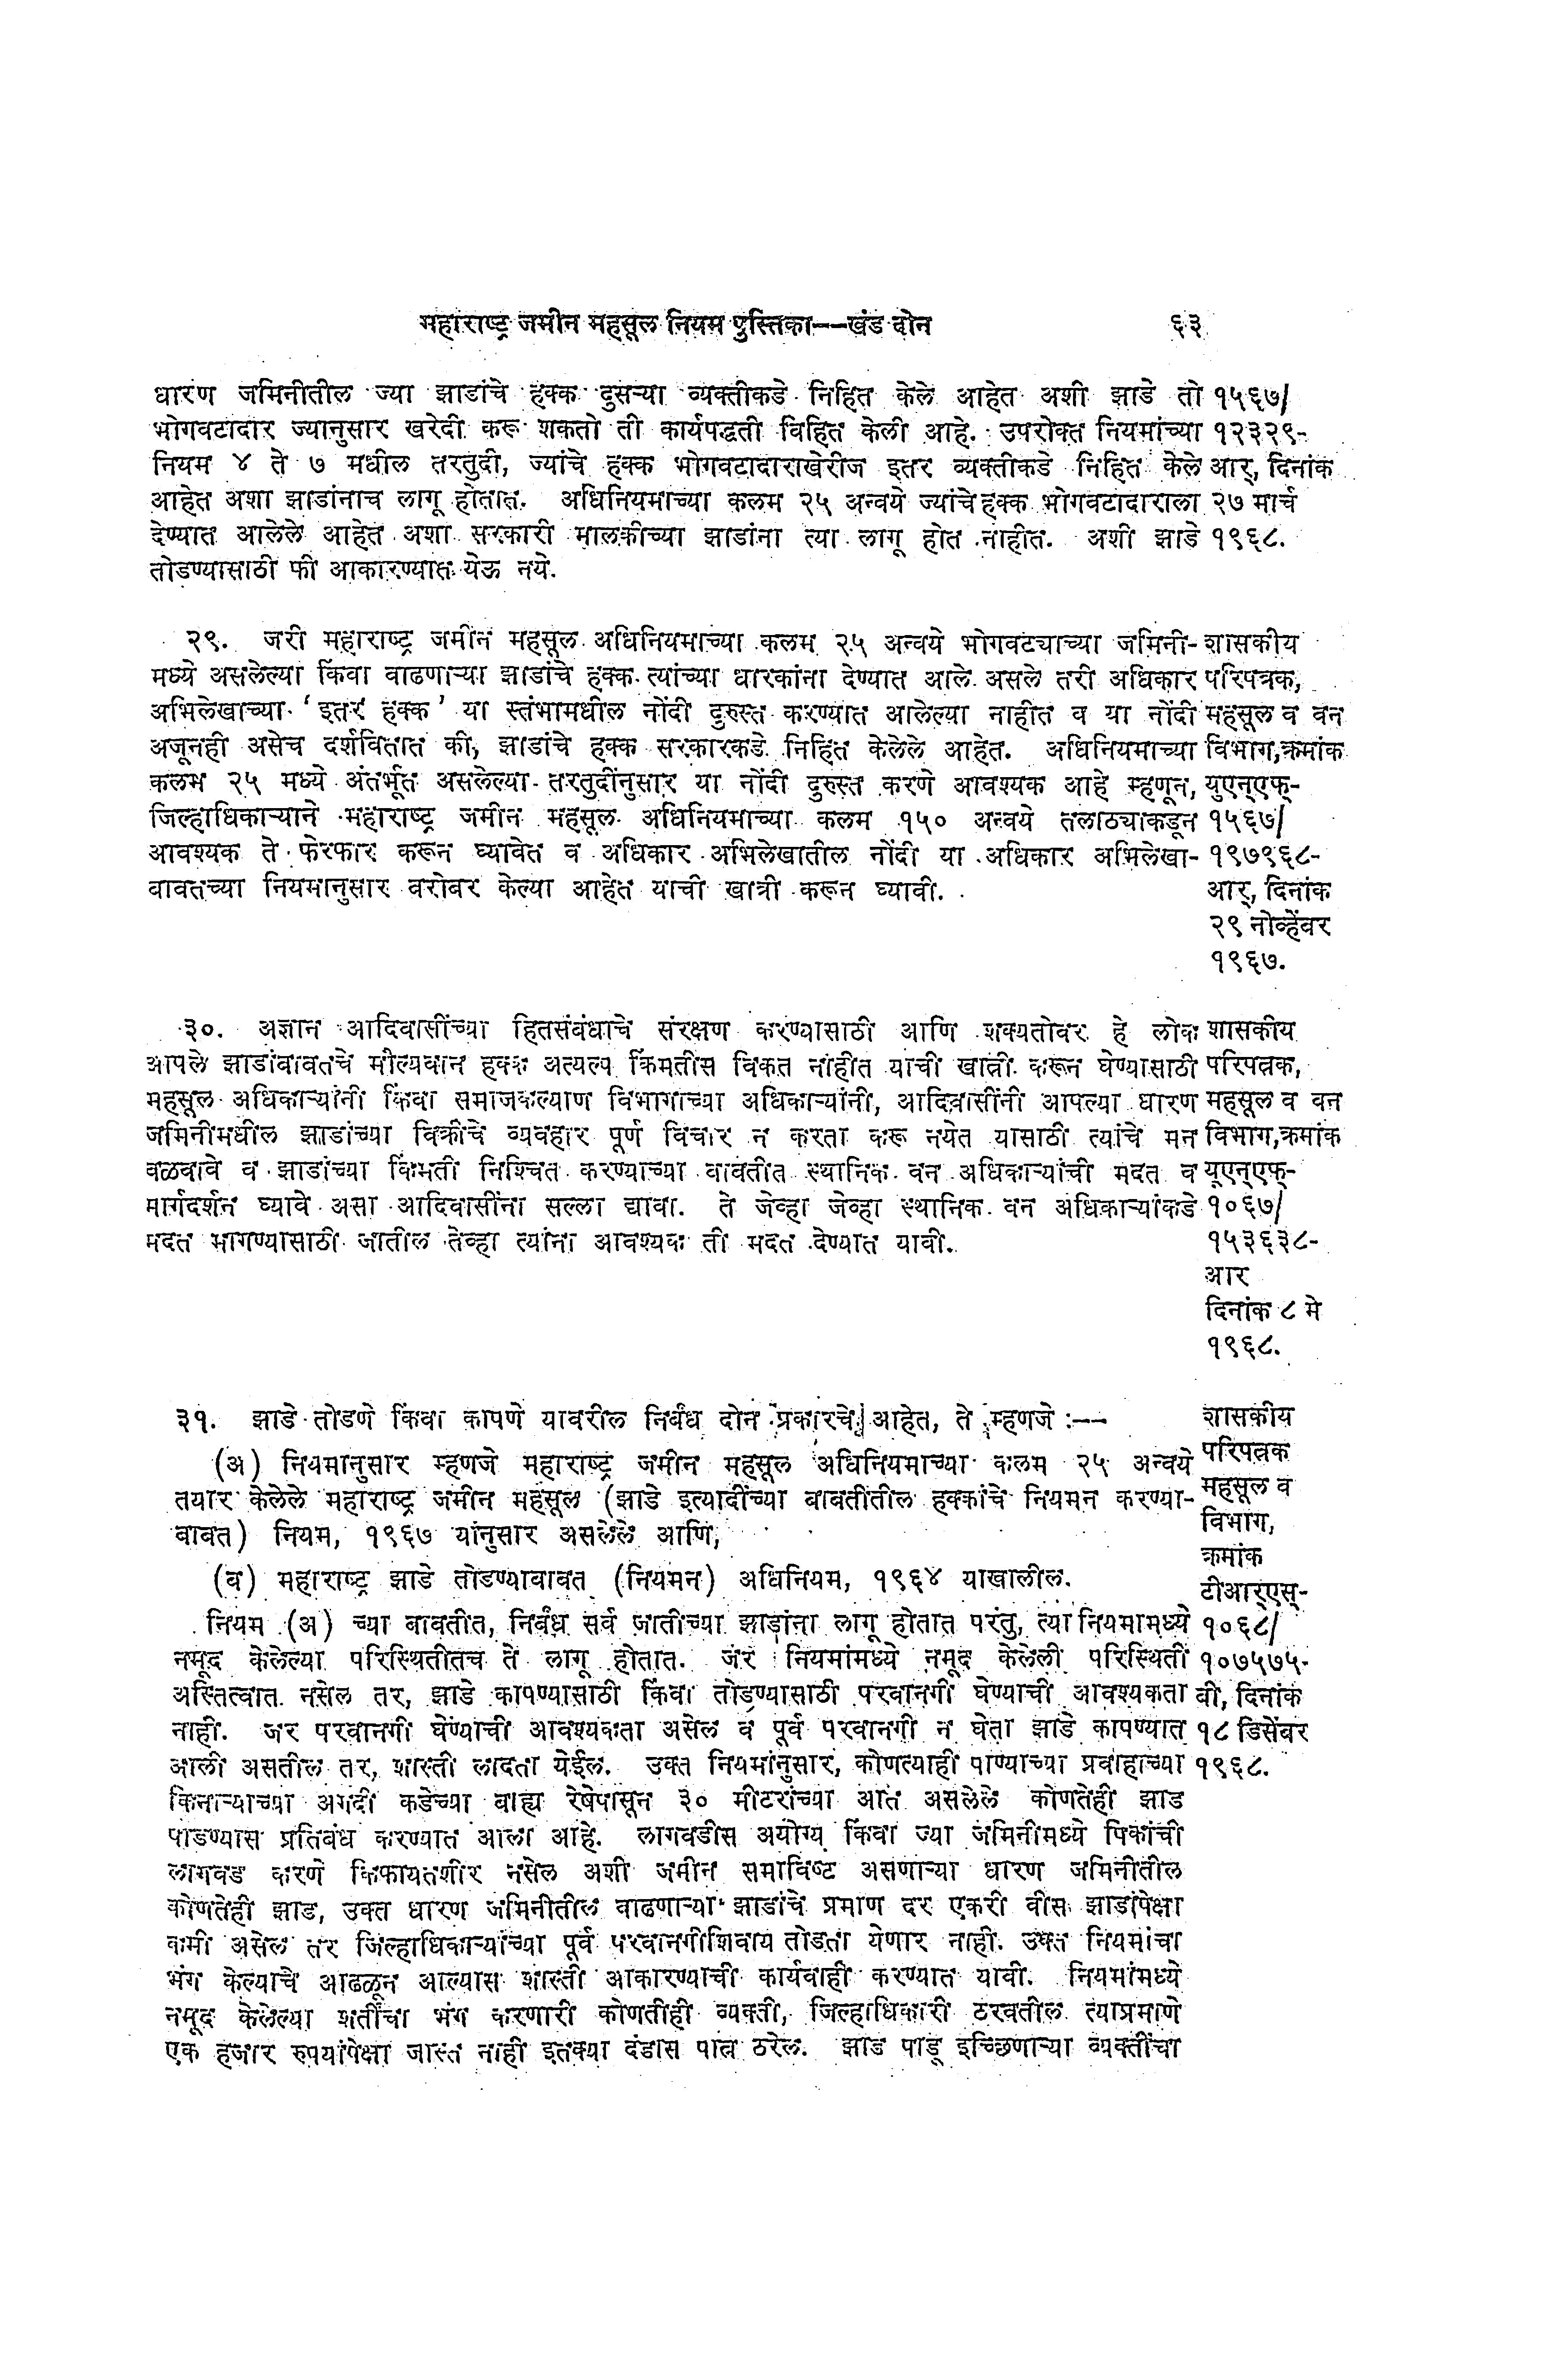 महाराष्ट्र जमीन महसूल नियम पुस्तिका--खंड दोन ६३
धारण जमिनीतील ज्या झाडांचे हक्क दुसऱ्या व्यक्तीकडे निहित केले आहेत अशी झाडे तो १५६७/
भोगवटादार ज्यानुसार खरेदी करू शकतो ती कार्यपद्धती विहित केली आहे. उपरोक्त नियमांच्या १२३२९-
नियम ४ ते ७ मधील तरतुदी, ज्यांचे हक्क भोगवटादाराखेरीज इतर व्यक्तीकडे निहित केले आर्, दिनांक
आहेत अशा झाडांनाच लागू होतात. अधिनियमाच्या कलम २५ अन्वये ज्यांचे हक्क भोगवटादाराला २७ मार्च
देण्यात आलेले आहेत अशा सरकारी मालकीच्या झाडांना त्या लागू होत नाहीत. अशी झाडे १९६८.
तोडण्यासाठी फी आकारण्यात येऊ नये.
२९. जरी महाराष्ट्र जमीन महसूल अधिनियमाच्या कलम २५ अन्वये भोगवट्याच्या जमिनी- शासकीय
मध्ये असलेल्या किंवा वाढणाऱ्या झाडांचे हक्क त्यांच्या धारकांना देण्यात आले असले तरी अधिकार परिपत्रक,
अभिलेखाच्या ‘इतर हक्क’ या स्तंभामधील नोंदी दुरुस्त करण्यात आलेल्या नाहीत व या नोंदी महसूल व वन
अजूनही असेच दर्शवितात की, झाडांचे हक्क सरकारकडे निहित केलेले आहेत. अधिनियमाच्या विभाग,क्रमांक
कलम २५ मध्ये अंतर्भूत असलेल्या तरतुदींनुसार या नोंदी दुरुस्त करणे आवश्यक आहे म्हणून, युएन्एफ्-
जिल्हाधिकाऱ्याने महाराष्ट्र जमीन महसूल अधिनियमाच्या कलम १५० अन्वये तलाठ्याकडून १५६७/
आवश्यक ते फेरफार करून घ्यावेत व अधिकार अभिलेखातील नोंदी या अधिकार अभिलेखा- १९७९६८-
बाबतच्या नियमानुसार बरोबर केल्या आहेत याची खात्री करून घ्यावी. आर्, दिनांक
२९ नोव्हेंबर
१९६७.
३०. अज्ञान आदिवासींच्या हितसंबंधाचे संरक्षण करण्यासाठी आणि शक्यतोवर हे लोक शासकीय
आपले झाडांबाबतचे मौल्यवान हक्क अत्यल्प किंमतीस विकत नाहीत याची खात्री करून घेण्यासाठी परिपत्रक,
महसूल अधिकाऱ्यांनी किंवा समाजकल्याण विभागाच्या अधिकाऱ्यांनी, आदिवासींनी आपल्या धारण महसूल व वन
जमिनीमधील झाडांच्या विक्रीचे व्यवहार पूर्ण विचार न करता करू नयेत यासाठी त्यांचे मन विभाग,क्रमांक
वळवावे व झाडांच्या किंमती निश्चित करण्याच्या बाबतीत स्थानिक वन अधिकाऱ्यांची मदत व यूएन्एफ्-
मार्गदर्शन घ्यावे असा आदिवासींना सल्ला द्यावा. ते जेव्हा जेव्हा स्थानिक वन अधिकाऱ्यांकडे १०६७/
मदत मागण्यासाठी जातील तेव्हा त्यांना आवश्यक ती मदत देण्यात यावी. १५३६३८-
आर
दिनांक ८ मे
१९६८.
३१. झाडे तोडणे किंवा कापणे यावरील निर्बंध दोन प्रकारचे आहेत, ते म्हणजे :-- शासकीय
(अ) नियमानुसार म्हणजे महाराष्ट्र जमीन महसूल अधिनियमाच्या कलम २५ अन्वये परिपत्रक
तयार केलेले महाराष्ट्र जमीन महसूल (झाडे इत्यादींच्या बाबतीतील हक्कांचे नियमन करण्या- महसूल व
बाबत) नियम, १९६७ यांनुसार असलेले आणि, विभाग,
क्रमांक
(ब) महाराष्ट्र झाडे तोडण्याबाबत (नियमन) अधिनियम, १९६४ याखालील. टीआर्एस्-
नियम (अ) च्या बाबतीत, निर्बंध सर्व जातीच्या झाडांना लागू होतात परंतु, त्या नियमामध्ये १०६८/
नमूद केलेल्या परिस्थितीतच ते लागू होतात. जर नियमांमध्ये नमूद केलेली परिस्थिती १०७५७५-
अस्तित्वात नसेल तर, झाडे कापण्यासाठी किंवा तोडण्यासाठी परवानगी घेण्याची आवश्यकता बी, दिनांक
नाही. जर परवानगी घेण्याची आवश्यकता असेल व पूर्व परवानगी न घेता झाडे कापण्यात १८ डिसेंबर
आली असतील तर, शास्ती लादता येईल. उक्त नियमांनुसार, कोणत्याही पाण्याच्या प्रवाहाच्या १९६८.
किनाऱ्याच्या अगदी कडेच्या बाह्य रेषेपासून ३० मीटरांच्या आत असलेले कोणतेही झाड
पाडण्यास प्रतिबंध करण्यात आला आहे. लागवडीस अयोग्य किंवा ज्या जमिनीमध्ये पिकांची
लागवड करणे किफायतशीर नसेल अशी जमीन समाविष्ट असणाऱ्या धारण जमिनीतील
कोणतेही झाड, उक्त धारण जमिनीतील वाढणाऱ्या झाडांचे प्रमाण दर एकरी वीस झाडांपेक्षा
कमी असेल तर जिल्हाधिकाऱ्यांच्या पूर्व परवानगीशिवाय तोडता येणार नाही. उक्त नियमांचा
भंग केल्याचे आढळून आल्यास शास्ती आकारण्याची कार्यवाही करण्यात यावी. नियमांमध्ये
नमूद केलेल्या शर्तीचा भंग करणारी कोणतीही व्यक्ती, जिल्हाधिकारी ठरवतील त्याप्रमाणे
एक हजार रुपयांपेक्षा जास्त नाही इतक्या दंडास पात्र ठरेल. झाड पाडू इच्छिणाऱ्या व्यक्तींचा